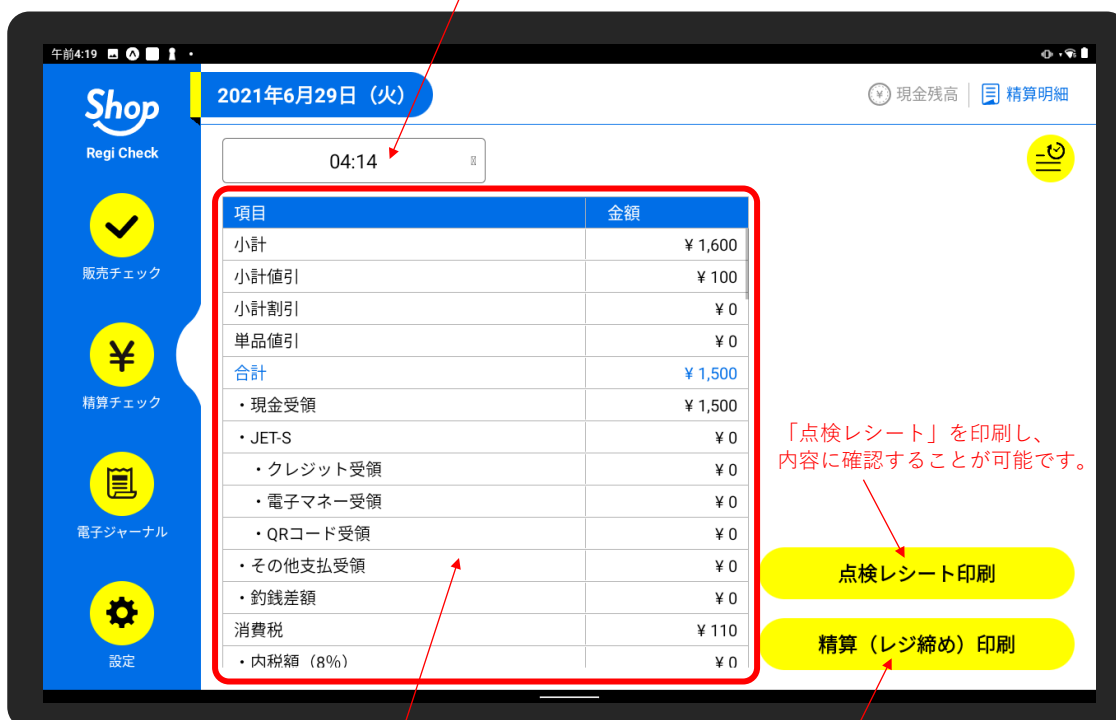 午前4:19
Shop
Regi Check
販売チェック
精算チェック
電子ジャーナル
設定
2021年6月29日（火）
現金残高
精算明細
04:14
項目 金額
小計 ¥ 1,600
小計値引 ¥ 100
小計割引 ¥ 0
単品値引 ¥ 0
合計 ¥ 1,500
・現金受領 ¥ 1,500
・JET-S ¥ 0
・クレジット受領 ¥ 0
・電子マネー受領 ¥ 0
・QRコード受領 ¥ 0
・その他支払受領 ¥ 0
・釣銭差額 ¥ 0
消費税 ¥ 110
・内税額（8%） ¥ 0
「点検レシート」を印刷し、
内容に確認することが可能です。
点検レシート印刷
精算（レジ締め）印刷